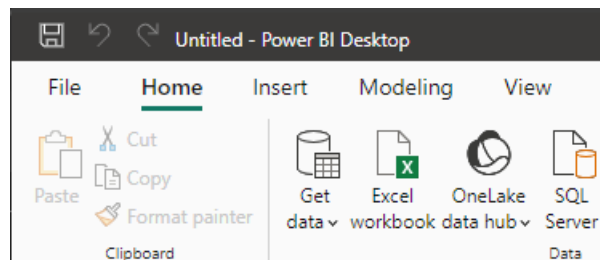 Untitled - Power BI Desktop
File Home Insert Modeling View
Cut
Copy
Paste
Format painter
Clipboard
Get data
Excel workbook
OneLake data hub
SQL Server
Data